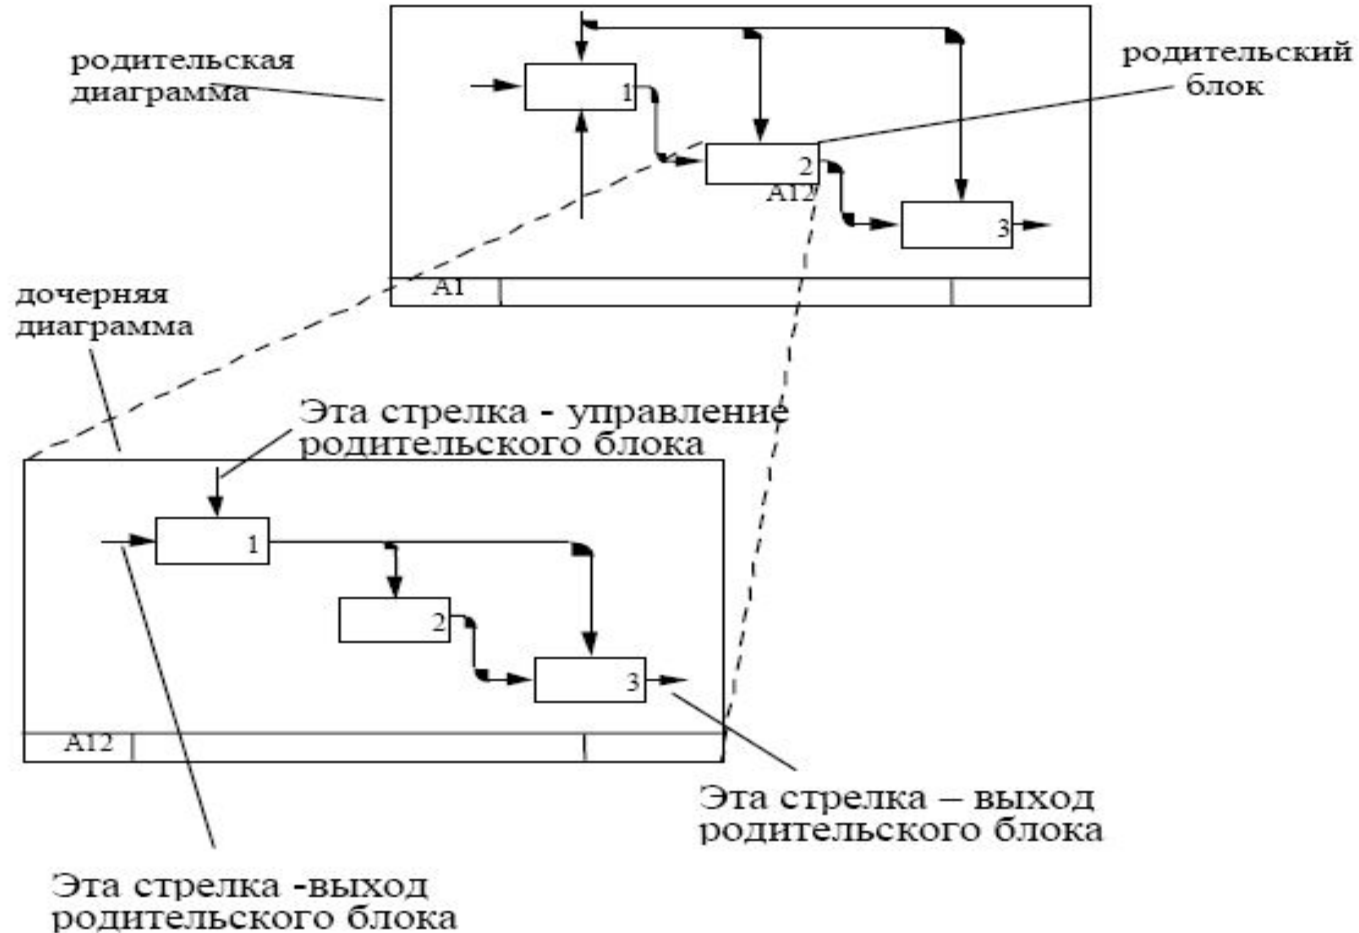 родительская
диаграмма
родительский
блок
1
2
A12
3
A1
дочерняя
диаграмма
Эта стрелка - управление
родительского блока
1
2
3
A12
Эта стрелка – выход
родительского блока
Эта стрелка -выход
родительского блока